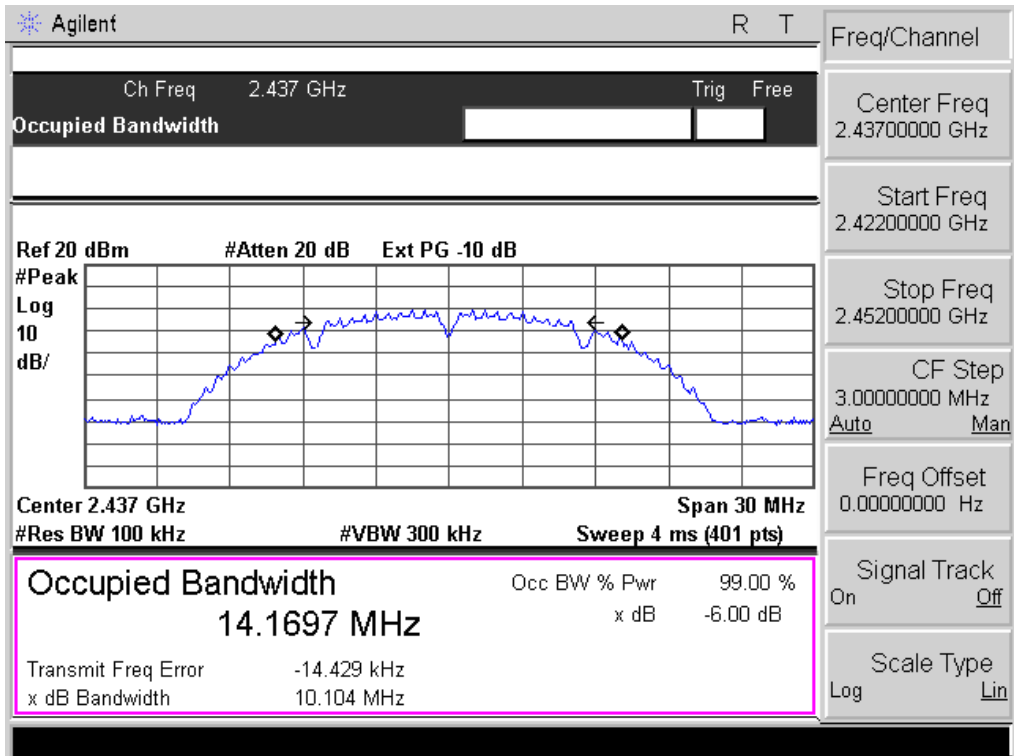 Agilent R T
Ch Freq 2.437 GHz Trig Free
Occupied Bandwidth
Ref 20 dBm #Atten 20 dB Ext PG -10 dB
#Peak
Log
10
dB/
Center 2.437 GHz Span 30 MHz
#Res BW 100 kHz #VBW 300 kHz Sweep 4 ms (401 pts)
Occupied Bandwidth Occ BW % Pwr 99.00 %
14.1697 MHz x dB -6.00 dB
Transmit Freq Error -14.429 kHz
x dB Bandwidth 10.104 MHz
Freq/Channel
Center Freq
2.43700000 GHz
Start Freq
2.42200000 GHz
Stop Freq
2.45200000 GHz
CF Step
3.00000000 MHz
Auto Man
Freq Offset
0.00000000 Hz
Signal Track
On Off
Scale Type
Log Lin